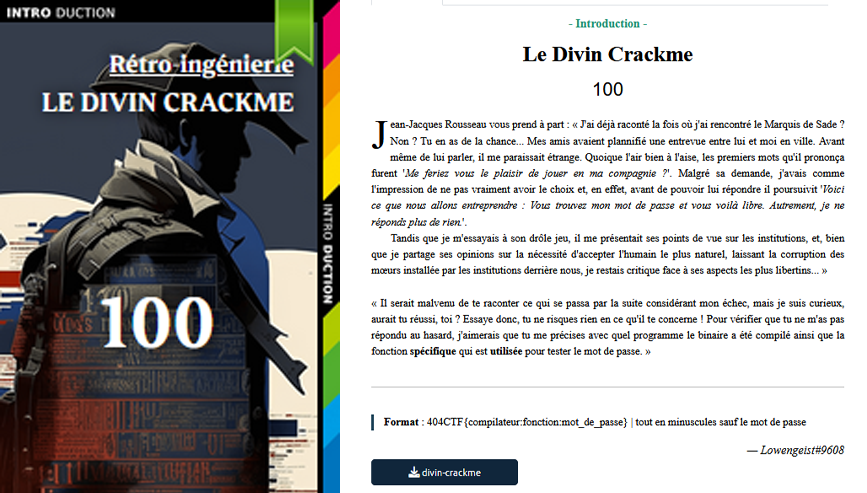 INTRO DUCTION
Rétro-ingénierie
LE DIVIN CRACKME
100
INTRO DUCTION
- Introduction -
Le Divin Crackme
100
Jean-Jacques Rousseau vous prend à part : « J'ai déjà raconté la fois où j'ai rencontré le Marquis de Sade ?
Non ? Tu en as de la chance... Mes amis avaient plannifié une entrevue entre lui et moi en ville. Avant
même de lui parler, il me paraissait étrange. Quoique l'air bien à l'aise, les premiers mots qu'il prononça
furent 'Me feriez vous le plaisir de jouer en ma compagnie ?'. Malgré sa demande, j'avais comme
l'impression de ne pas vraiment avoir le choix et, en effet, avant de pouvoir lui répondre il poursuivit 'Voici
ce que nous allons entreprendre : Vous trouvez mon mot de passe et vous voilà libre. Autrement, je ne
réponds plus de rien.'.
Tandis que je m'essayais à son drôle jeu, il me présentait ses points de vue sur les institutions, et, bien
que je partage ses opinions sur la nécessité d'accepter l'humain le plus naturel, laissant la corruption des
mœurs installée par les institutions derrière nous, je restais critique face à ses aspects les plus libertins... »
« Il serait malvenu de te raconter ce qui se passa par la suite considérant mon échec, mais je suis curieux,
aurait tu réussi, toi ? Essaye donc, tu ne risques rien en ce qu'il te concerne ! Pour vérifier que tu ne m'as pas
répondu au hasard, j'aimerais que tu me précises avec quel programme le binaire a été compilé ainsi que la
fonction spécifique qui est utilisée pour tester le mot de passe. »
Format : 404CTF{compilateur:fonction:mot_de_passe} | tout en minuscules sauf le mot de passe
— Lowengeist#9608
divin-crackme